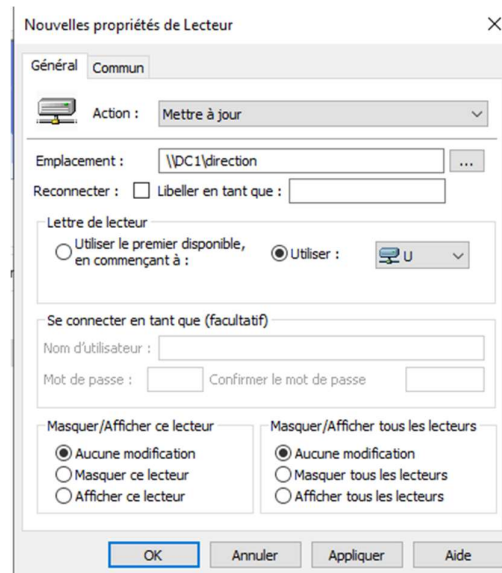 Nouvelles propriétés de Lecteur
Général Commun
Action : Mettre à jour
Emplacement : \\DC1\direction ...
Reconnecter : Libeller en tant que :
Lettre de lecteur
Utiliser le premier disponible,
en commençant à :
Utiliser : U
Se connecter en tant que (facultatif)
Nom d'utilisateur :
Mot de passe : Confirmer le mot de passe
Masquer/Afficher ce lecteur
Aucune modification
Masquer ce lecteur
Afficher ce lecteur
Masquer/Afficher tous les lecteurs
Aucune modification
Masquer tous les lecteurs
Afficher tous les lecteurs
OK Annuler Appliquer Aide